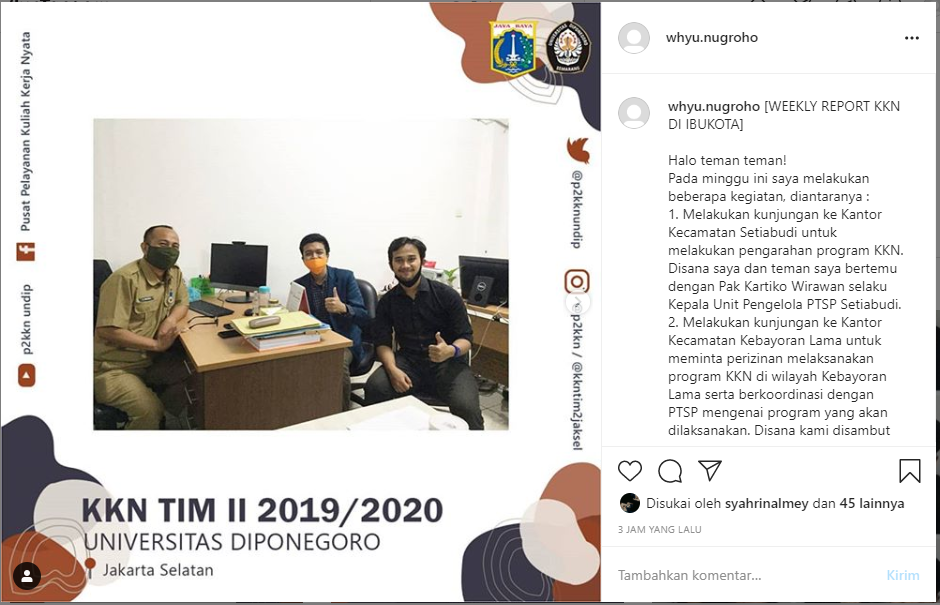 JAYA RAYA
UNIVERSITAS DIPONEGORO
SEMARANG
Pusat Pelayanan Kuliah Kerja Nyata
p2kkn undip
@p2kknundip
@p2kkn / @kkntim2jaksel
DELL
KKN TIM II 2019/2020
UNIVERSITAS DIPONEGORO
Jakarta Selatan
whyu.nugroho
whyu.nugroho [WEEKLY REPORT KKN
DI IBUKOTA]
Halo teman teman!
Pada minggu ini saya melakukan
beberapa kegiatan, diantaranya :
1. Melakukan kunjungan ke Kantor
Kecamatan Setiabudi untuk
melakukan pengarahan program KKN.
Disana saya dan teman saya bertemu
dengan Pak Kartiko Wirawan selaku
Kepala Unit Pengelola PTSP Setiabudi.
2. Melakukan kunjungan ke Kantor
Kecamatan Kebayoran Lama untuk
meminta perizinan melaksanakan
program KKN di wilayah Kebayoran
Lama serta berkoordinasi dengan
PTSP mengenai program yang akan
dilaksanakan. Disana kami disambut
Disukai oleh syahrinalmey dan 45 lainnya
3 JAM YANG LALU
Tambahkan komentar...
Kirim